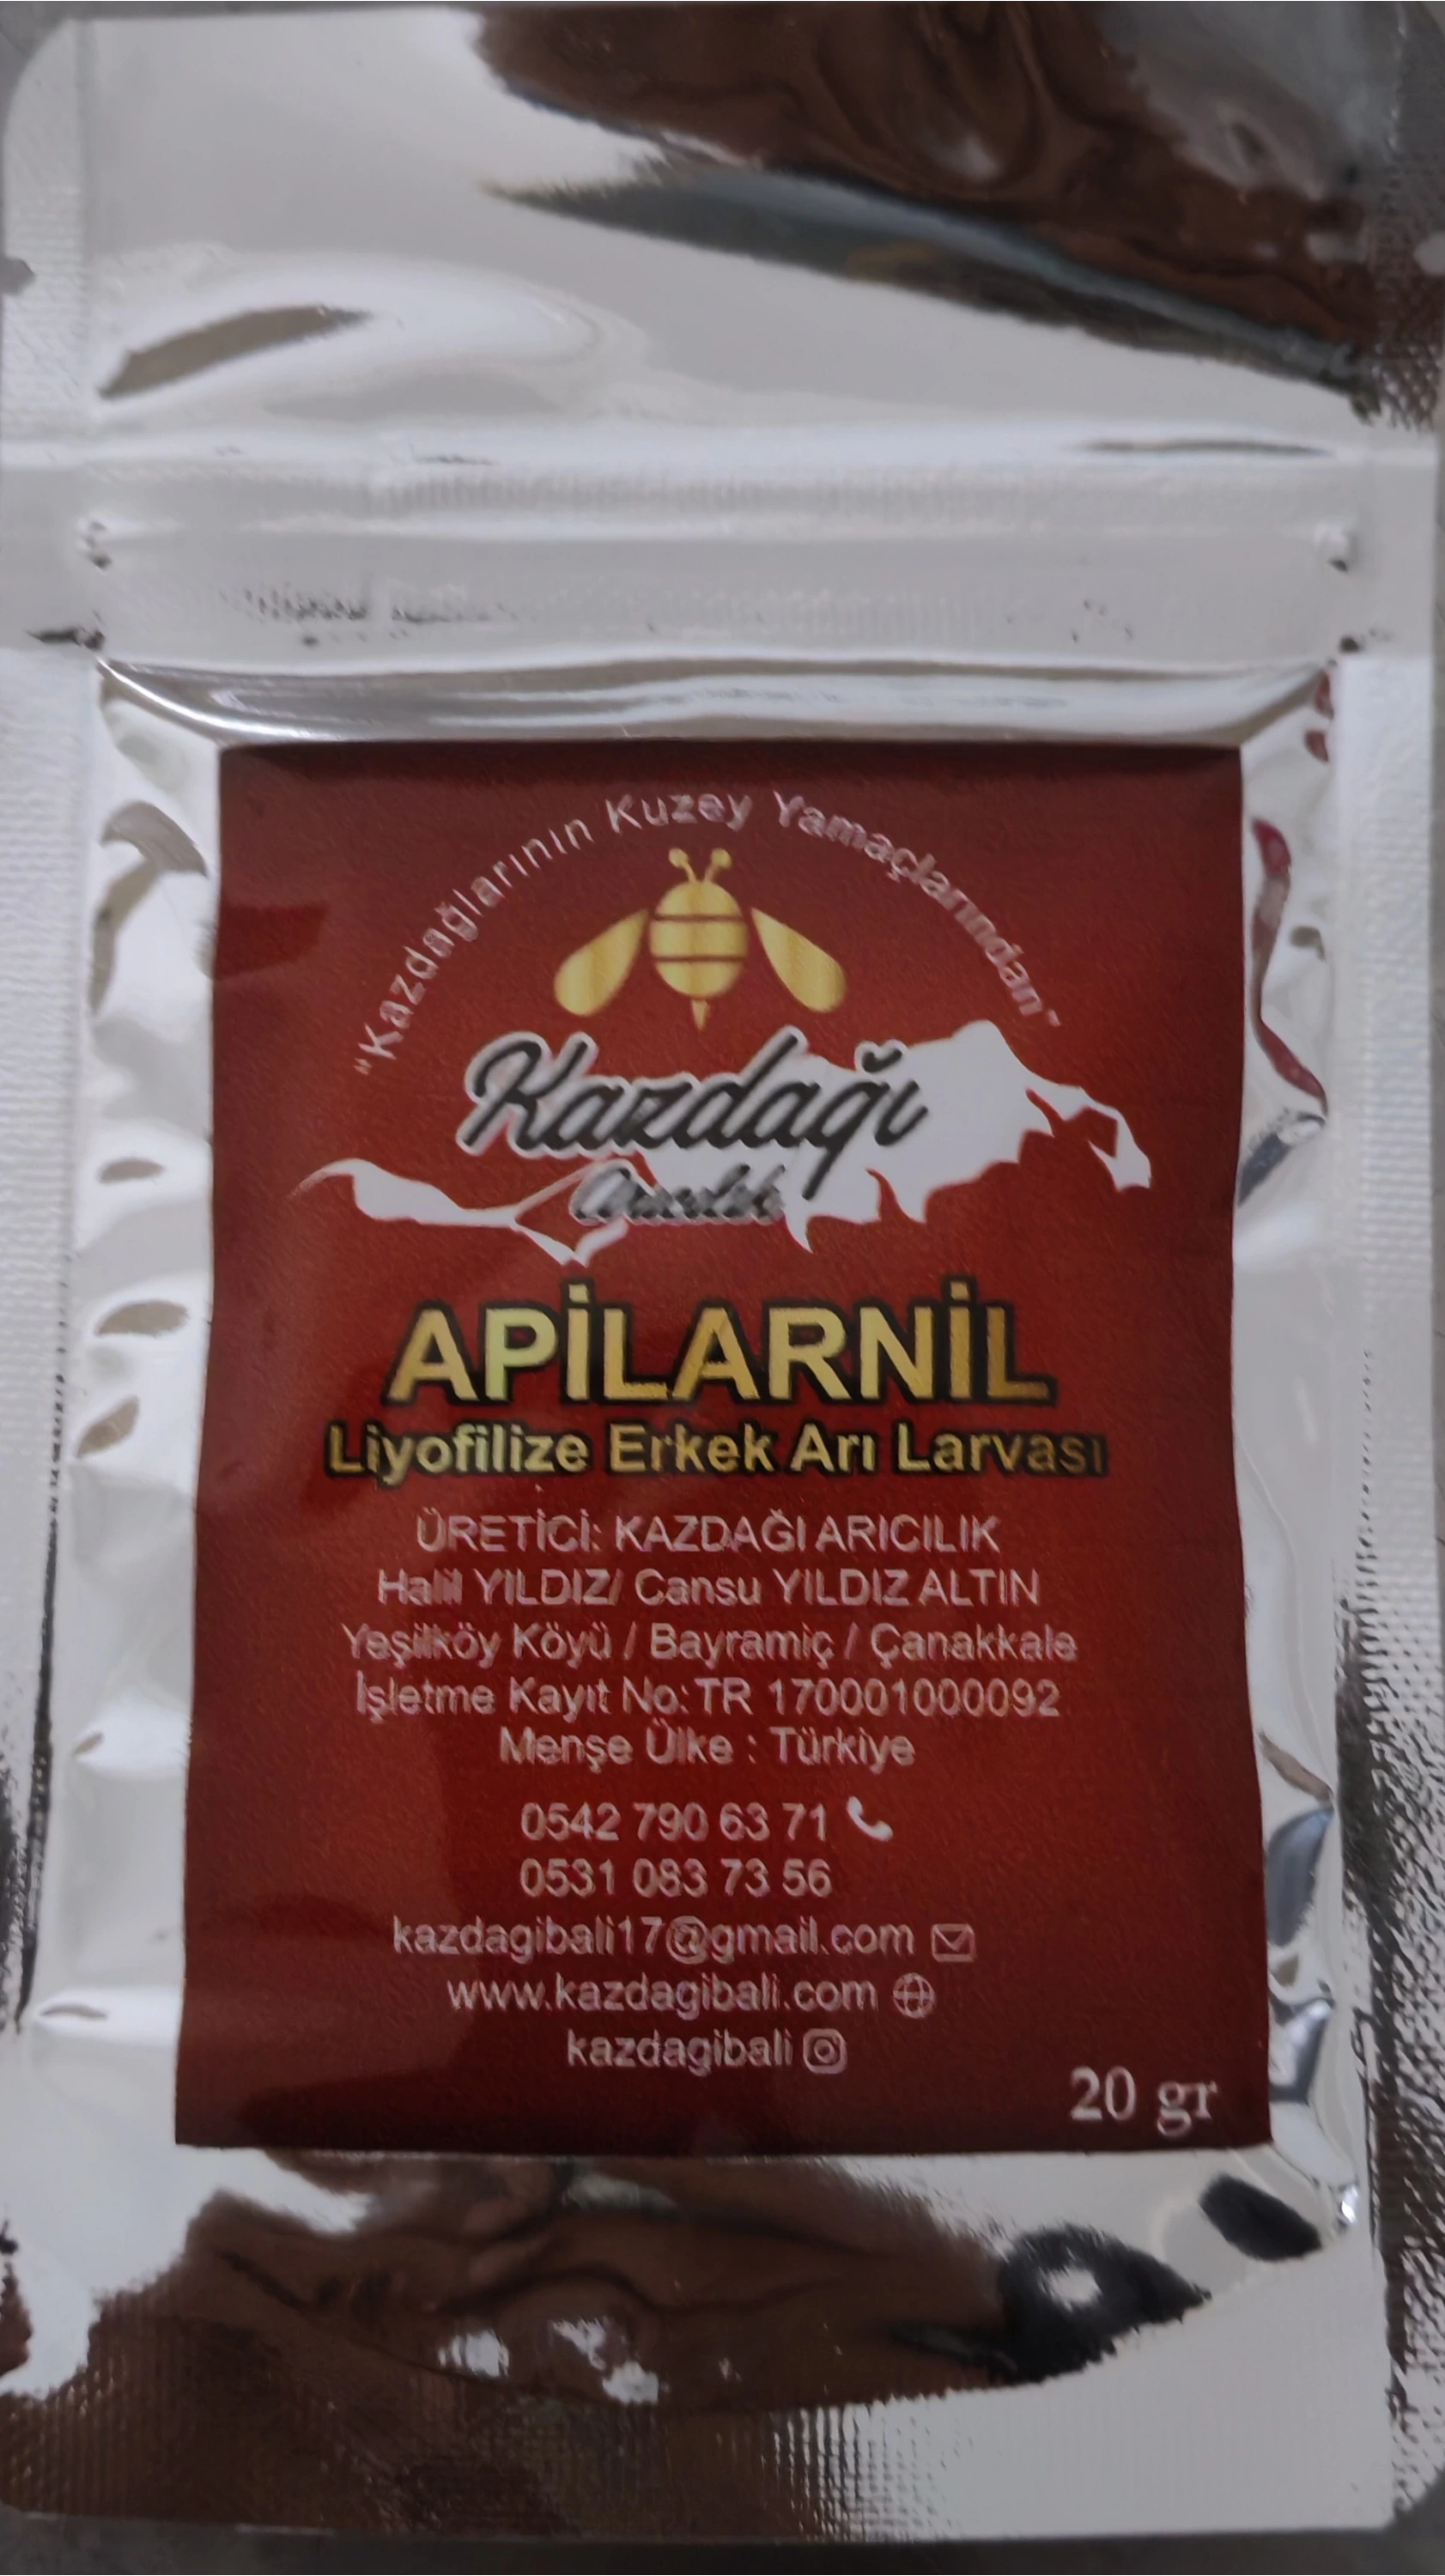 "Kazdağlarının Kuzey Yamaçlarından"
Kazdağı
Arıcılık
APİLARNİL
Liyofilize Erkek Arı Larvası
ÜRETİCİ: KAZDAĞI ARICILIK
Halil YILDIZ/ Cansu YILDIZ ALTIN
Yeşilköy Köyü / Bayramiç / Çanakkale
İşletme Kayıt No: TR 170001000092
Menşe Ülke : Türkiye
0542 790 63 71
0531 083 73 56
kazdagibali17@gmail.com
www.kazdagibali.com
kazdagibali
20 gr